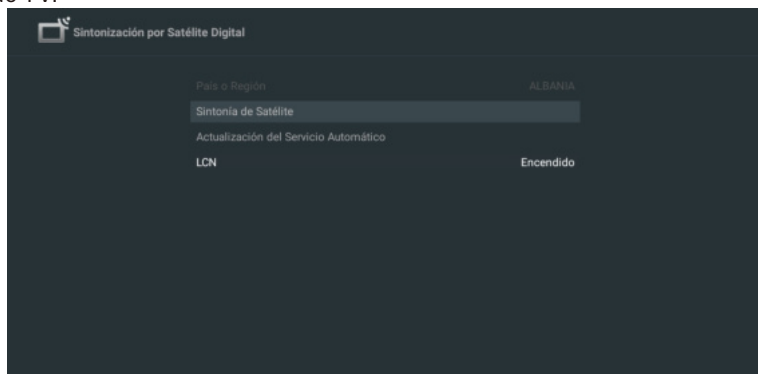 Sintonización por Satélite Digital
País o Región ALBANIA
Sintonía de Satélite
Actualización del Servicio Automático
LCN Encendido